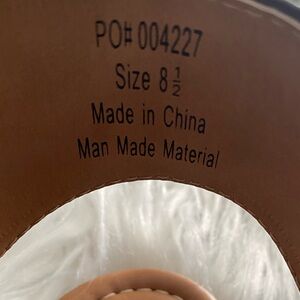 PO# 004227
Size 8 1/2
Made in China
Man Made Material